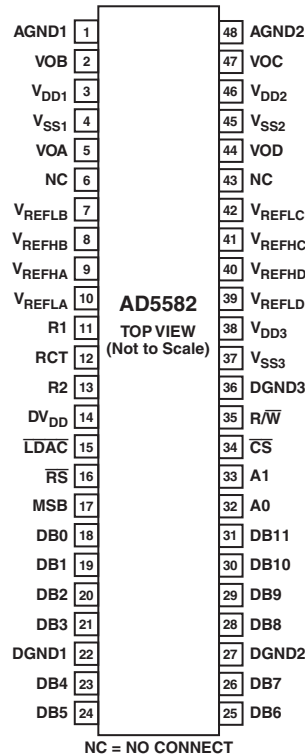 AGND1 1 48 AGND2
VOB 2 47 VOC
VDD1 3 46 VDD2
VSS1 4 45 VSS2
VOA 5 44 VOD
NC 6 43 NC
VREFLB 7 42 VREFLC
VREFHB 8 41 VREFHC
VREFHA 9 40 VREFHD
VREFLA 10 39 VREFLD
AD5582
TOP VIEW
(Not to Scale)
R1 11 38 VDD3
RCT 12 37 VSS3
R2 13 36 DGND3
DVDD 14 35 R/W̅
L̅D̅A̅C̅ 15 34 C̅S̅
R̅S̅ 16 33 A1
MSB 17 32 A0
DB0 18 31 DB11
DB1 19 30 DB10
DB2 20 29 DB9
DB3 21 28 DB8
DGND1 22 27 DGND2
DB4 23 26 DB7
DB5 24 25 DB6
NC = NO CONNECT